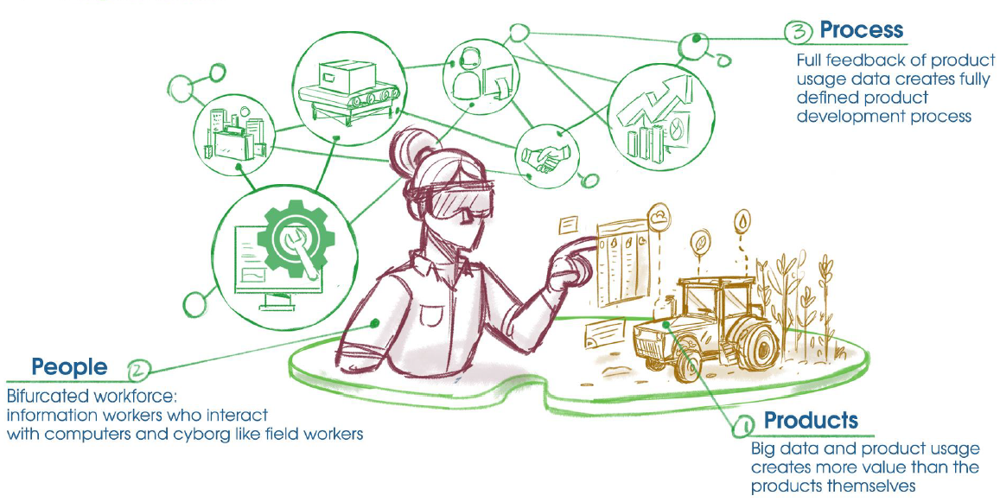 3 Process
Full feedback of product
usage data creates fully
defined product
development process
People 2
Bifurcated workforce:
information workers who interact
with computers and cyborg like field workers
1 Products
Big data and product usage
creates more value than the
products themselves